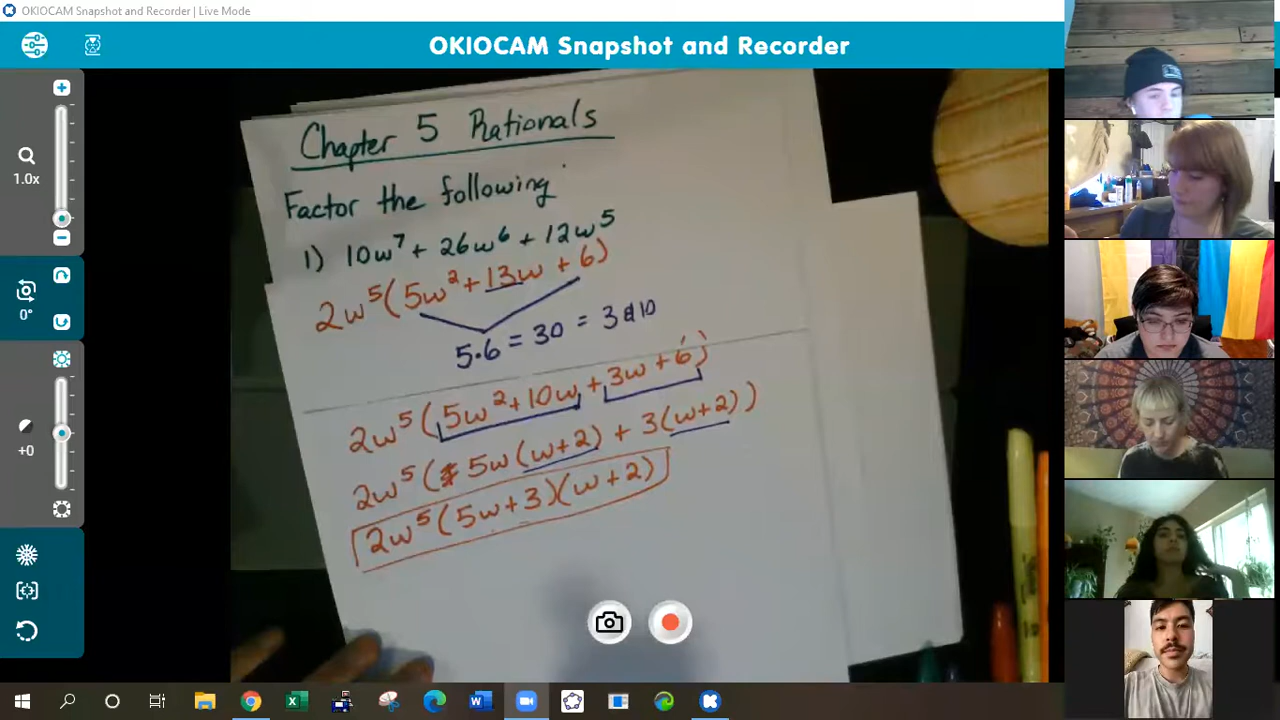 OKIOCAM Snapshot and Recorder | Live Mode
OKIOCAM Snapshot and Recorder
1.0x
0°
+0
Chapter 5 Rationals
Factor the following
1) 10w⁷ + 26w⁶ + 12w⁵
2w⁵(5w² + 13w + 6)
5·6 = 30 = 3 & 10
2w⁵(5w² + 10w + 3w + 6)
2w⁵(5w(w+2) + 3(w+2))
2w⁵(5w+3)(w+2)